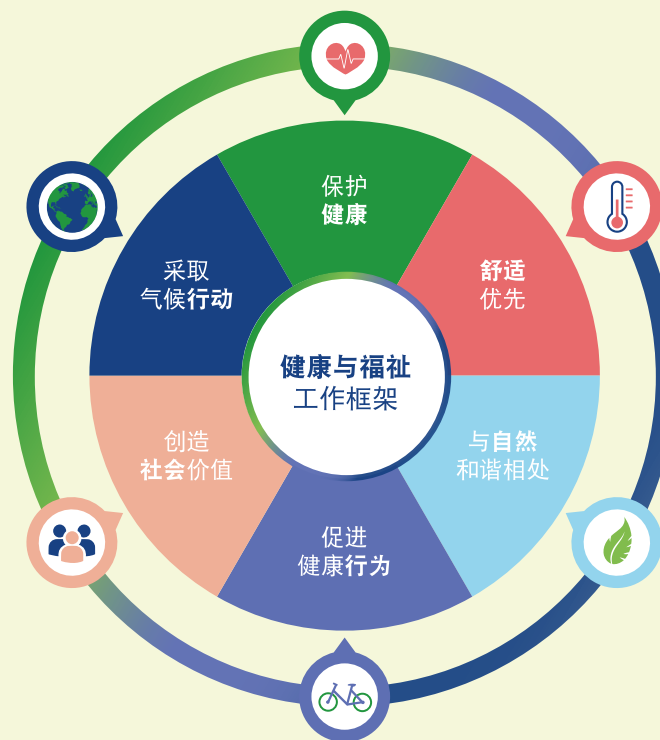 保护
健康
舒适
优先
与自然
和谐相处
促进
健康行为
创造
社会价值
采取
气候行动
健康与福祉
工作框架